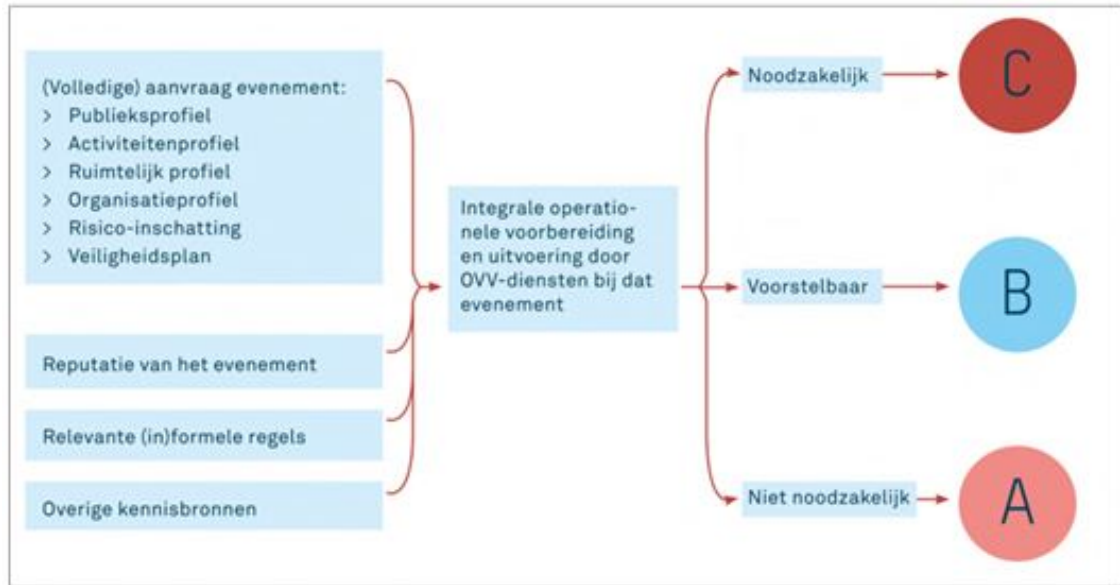 (Volledige) aanvraag evenement:
> Publieksprofiel
> Activiteitenprofiel
> Ruimtelijk profiel
> Organisatieprofiel
> Risico-inschatting
> Veiligheidsplan
Reputatie van het evenement
Relevante (in)formele regels
Overige kennisbronnen
Integrale operatio-
nele voorbereiding
en uitvoering door
OVV-diensten bij dat
evenement
Noodzakelijk
C
Voorstelbaar
B
Niet noodzakelijk
A